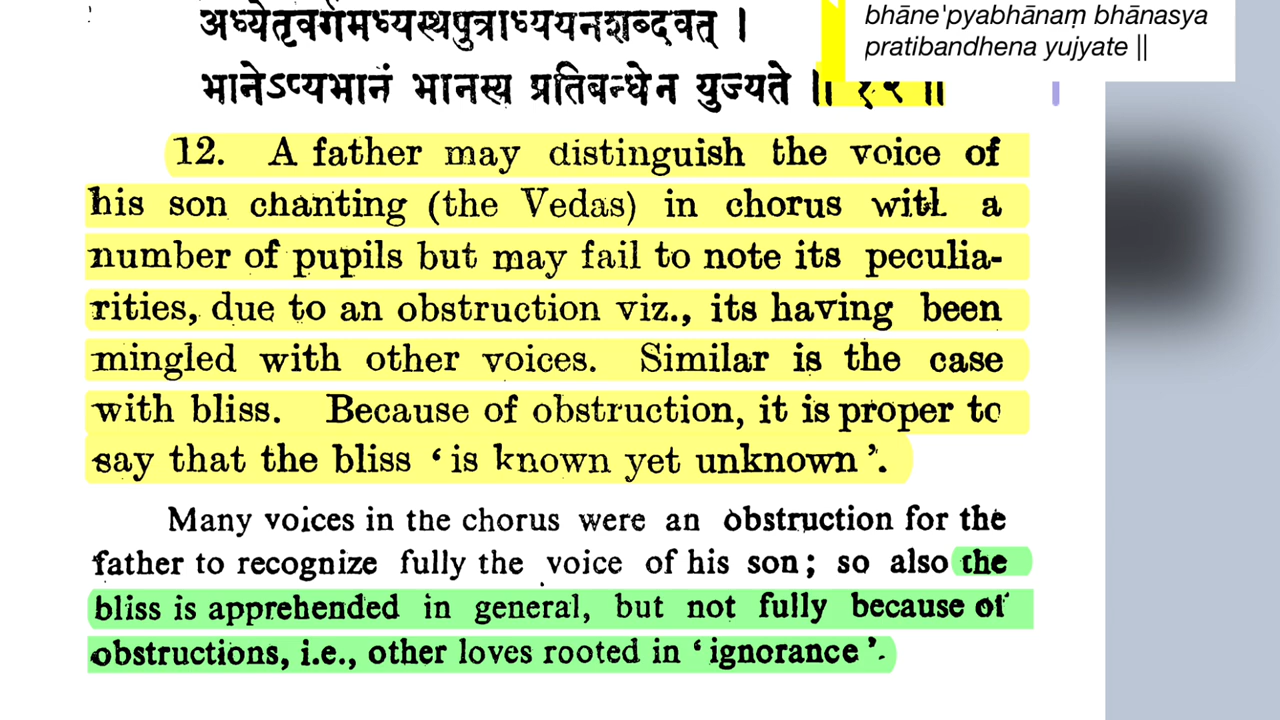 अध्येतृवर्गमध्यस्थपुत्राध्ययनशब्दवत् ।
भानेऽप्यभानं भानस्य प्रतिबन्धेन युज्यते ॥ १२ ॥
bhāne'pyabhānaṃ bhānasya
pratibandhena yujyate ||
12. A father may distinguish the voice of
his son chanting (the Vedas) in chorus with a
number of pupils but may fail to note its peculia-
rities, due to an obstruction viz., its having been
mingled with other voices. Similar is the case
with bliss. Because of obstruction, it is proper to
say that the bliss ‘ is known yet unknown ’.
Many voices in the chorus were an obstruction for the
father to recognize fully the voice of his son ; so also the
bliss is apprehended in general, but not fully because of
obstructions, i.e., other loves rooted in ‘ ignorance ’.